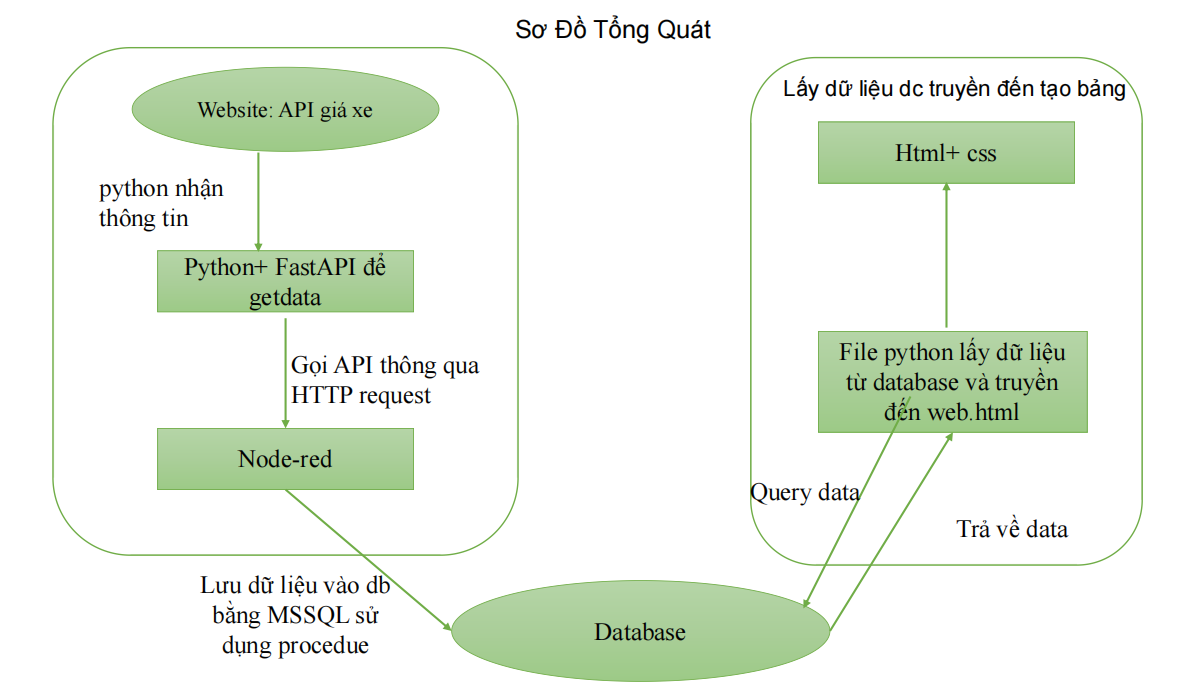 Sơ Đồ Tổng Quát
Website: API giá xe
python nhận
thông tin
Python+ FastAPI để
getdata
Gọi API thông qua
HTTP request
Node-red
Lưu dữ liệu vào db
bằng MSSQL sử
dụng procedue
Database
Lấy dữ liệu dc truyền đến tạo bảng
Html+ css
File python lấy dữ liệu
từ database và truyền
đến web.html
Query data
Trả về data